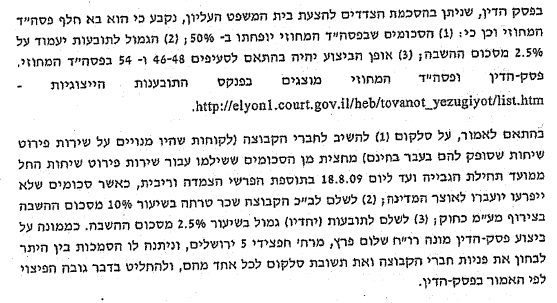 בפסק הדין, שניתן בהסכמת הצדדים להצעת בית המשפט העליון, נקבע כי הוא בא חלף פסה"ד
המחוזי וכן כי: (1) הסכומים שבפסה"ד המחוזי יופחתו ב- 50%; (2) הגמול לתובעות יעמוד על
2.5% מסכום ההשבה; (3) אופן הביצוע יהיה בהתאם לסעיפים 46-48 ו- 54 בפסה"ד המחוזי.
פסק-הדין ופסה"ד המחוזי מוצגים בפנקס התובענות הייצוגיות -
http://elyon1.court.gov.il/heb/tovanot_yezugiyot/list.htm.
בהתאם לאמור, על סלקום (1) להשיב לחברי הקבוצה (לקוחות שהיו מנויים על שירות פירוט
שיחות שסופק להם בעבר בחינם) מחצית מן הסכומים ששילמו עבור שירות פירוט שיחות החל
ממועד תחילת הגבייה ועד ליום 18.8.09 בתוספת הפרשי הצמדה וריבית, כאשר סכומים שלא
ייפרעו יועברו לאוצר המדינה; (2) לשלם לב"כ הקבוצה שכר טרחה בשיעור 10% מסכום ההשבה
בצירוף מע"מ כחוק; (3) לשלם לתובעות (יחדיו) גמול בשיעור 2.5% מסכום ההשבה. כממונה על
ביצוע פסק-הדין מונה רו"ח שלום פרץ, מרח' חפצידי 5 ירושלים, וניתנה לו הסמכות בין היתר
לבחון את פניות חברי הקבוצה ואת תשובת סלקום לכל אחד מהם, ולהחליט בדבר גובה הפיצוי
לפי האמור בפסק-הדין.